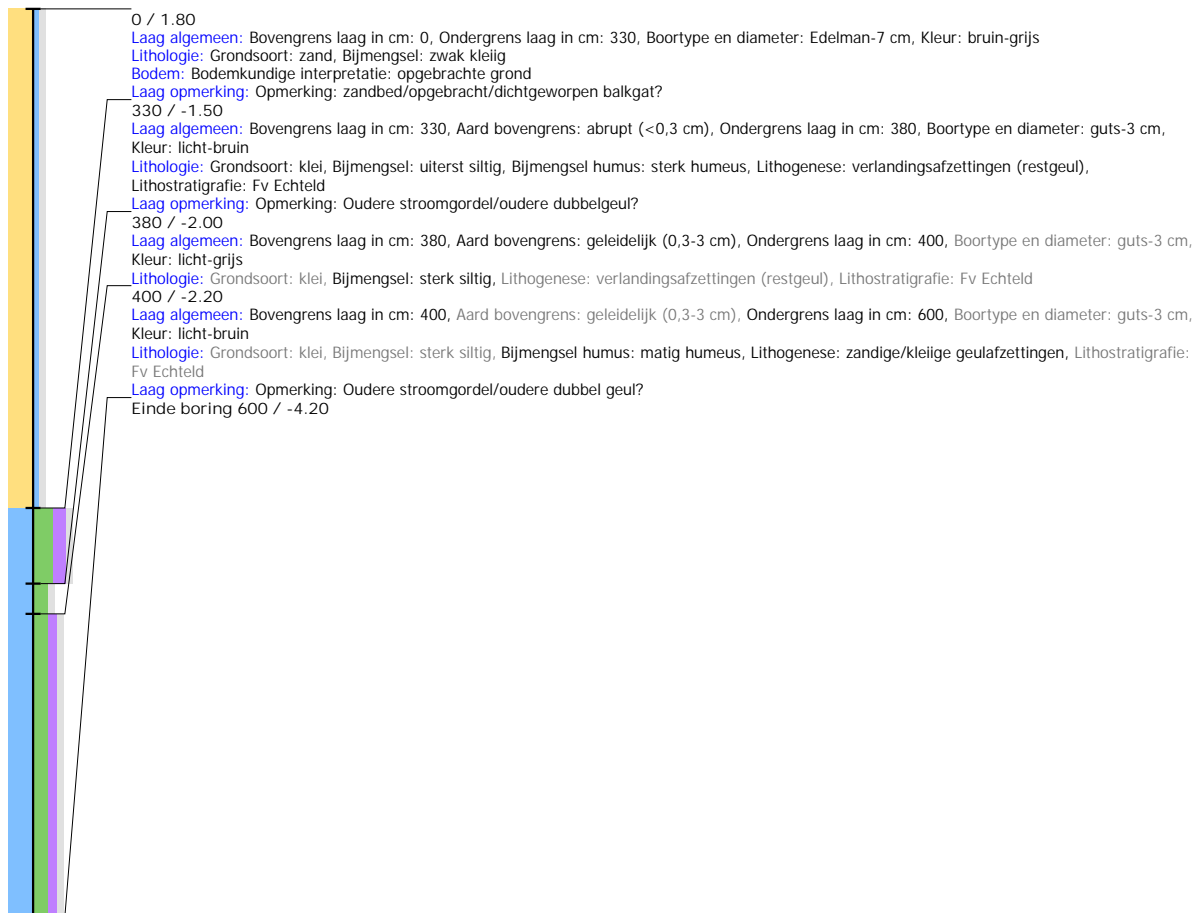 0 / 1.80
Laag algemeen: Bovengrens laag in cm: 0, Ondergrens laag in cm: 330, Boortype en diameter: Edelman-7 cm, Kleur: bruin-grijs
Lithologie: Grondsoort: zand, Bijmengsel: zwak kleiig
Bodem: Bodemkundige interpretatie: opgebrachte grond
Laag opmerking: Opmerking: zandbed/opgebracht/dichtgeworpen balkgat?
330 / -1.50
Laag algemeen: Bovengrens laag in cm: 330, Aard bovengrens: abrupt (<0,3 cm), Ondergrens laag in cm: 380, Boortype en diameter: guts-3 cm,
Kleur: licht-bruin
Lithologie: Grondsoort: klei, Bijmengsel: uiterst siltig, Bijmengsel humus: sterk humeus, Lithogenese: verlandingsafzettingen (restgeul),
Lithostratigrafie: Fv Echteld
Laag opmerking: Opmerking: Oudere stroomgordel/oudere dubbelgeul?
380 / -2.00
Laag algemeen: Bovengrens laag in cm: 380, Aard bovengrens: geleidelijk (0,3-3 cm), Ondergrens laag in cm: 400, Boortype en diameter: guts-3 cm,
Kleur: licht-grijs
Lithologie: Grondsoort: klei, Bijmengsel: sterk siltig, Lithogenese: verlandingsafzettingen (restgeul), Lithostratigrafie: Fv Echteld
400 / -2.20
Laag algemeen: Bovengrens laag in cm: 400, Aard bovengrens: geleidelijk (0,3-3 cm), Ondergrens laag in cm: 600, Boortype en diameter: guts-3 cm,
Kleur: licht-bruin
Lithologie: Grondsoort: klei, Bijmengsel: sterk siltig, Bijmengsel humus: matig humeus, Lithogenese: zandige/kleiige geulafzettingen, Lithostratigrafie:
Fv Echteld
Laag opmerking: Opmerking: Oudere stroomgordel/oudere dubbel geul?
Einde boring 600 / -4.20